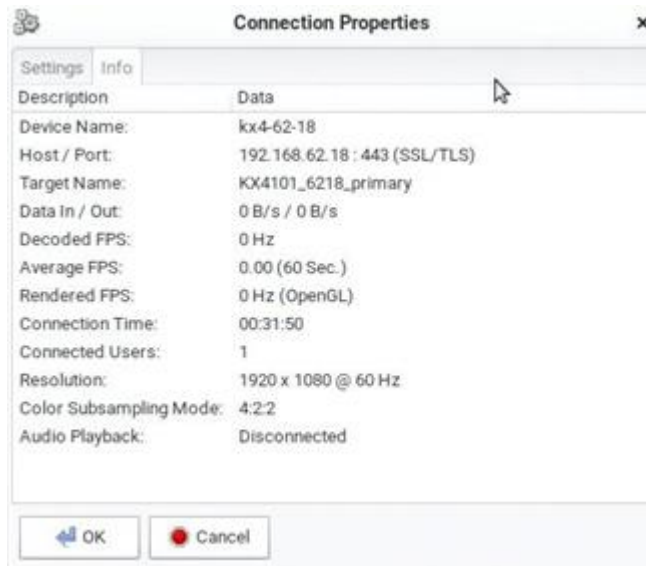 Connection Properties
Settings Info
Description Data
Device Name: kx4-62-18
Host / Port: 192.168.62.18 : 443 (SSL/TLS)
Target Name: KX4101_6218_primary
Data In / Out: 0 B/s / 0 B/s
Decoded FPS: 0 Hz
Average FPS: 0.00 (60 Sec.)
Rendered FPS: 0 Hz (OpenGL)
Connection Time: 00:31:50
Connected Users: 1
Resolution: 1920 x 1080 @ 60 Hz
Color Subsampling Mode: 4:2:2
Audio Playback: Disconnected
OK Cancel